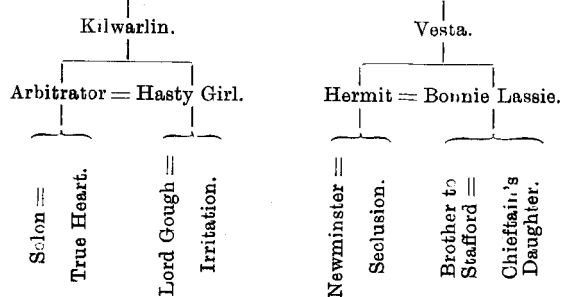 Kilwarlin.
Vesta.
Arbitrator = Hasty Girl.
Hermit = Bonnie Lassie.
Solon =
True Heart.
Lord Gough =
Irritation.
Newminster =
Seclusion.
Brother to
Stafford =
Chieftain's
Daughter.